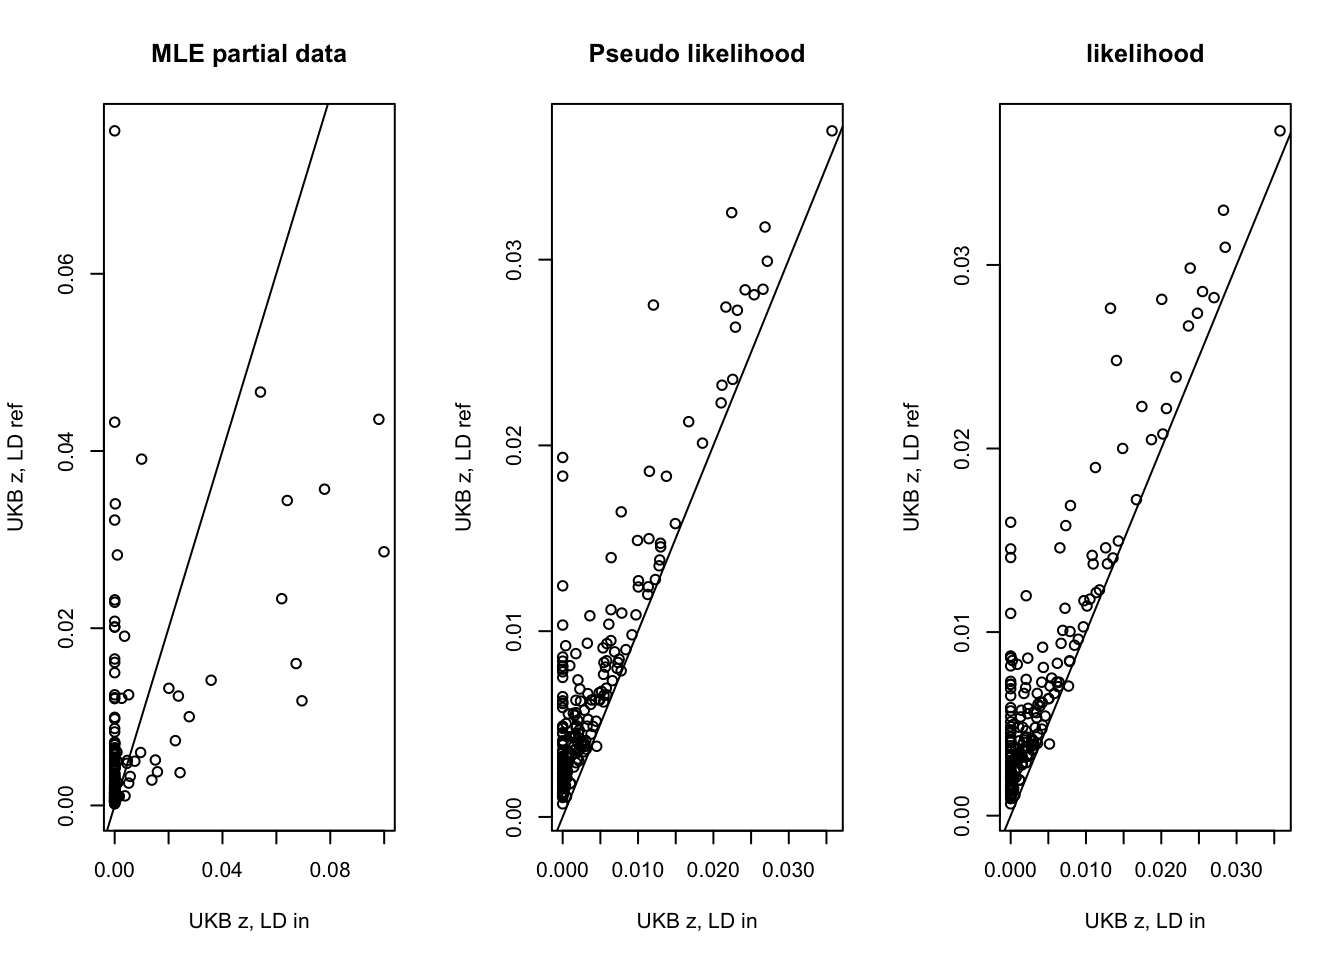 MLE partial data
UKB z, LD ref
0.06
0.04
0.02
0.00
0.00 0.04 0.08
UKB z, LD in
Pseudo likelihood
UKB z, LD ref
0.03
0.02
0.01
0.00
0.000 0.010 0.020 0.030
UKB z, LD in
likelihood
UKB z, LD ref
0.03
0.02
0.01
0.00
0.000 0.010 0.020 0.030
UKB z, LD in